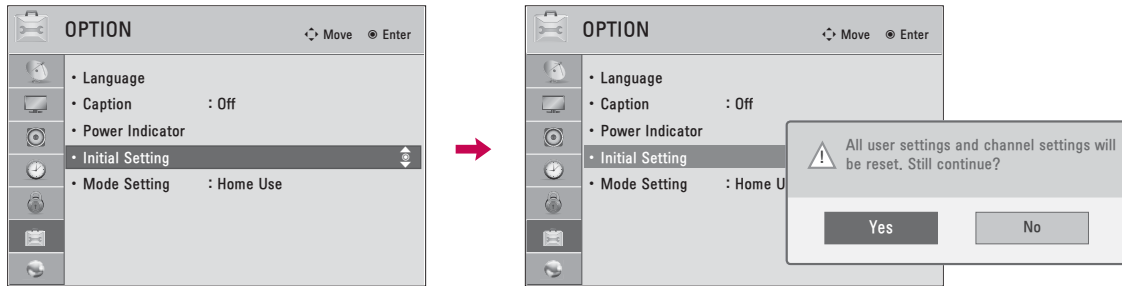 OPTION
Move Enter
• Language
• Caption : Off
• Power Indicator
• Initial Setting
• Mode Setting : Home Use
OPTION
Move Enter
• Language
• Caption : Off
• Power Indicator
• Initial Setting
• Mode Setting : Home U
All user settings and channel settings will
be reset. Still continue?
Yes No